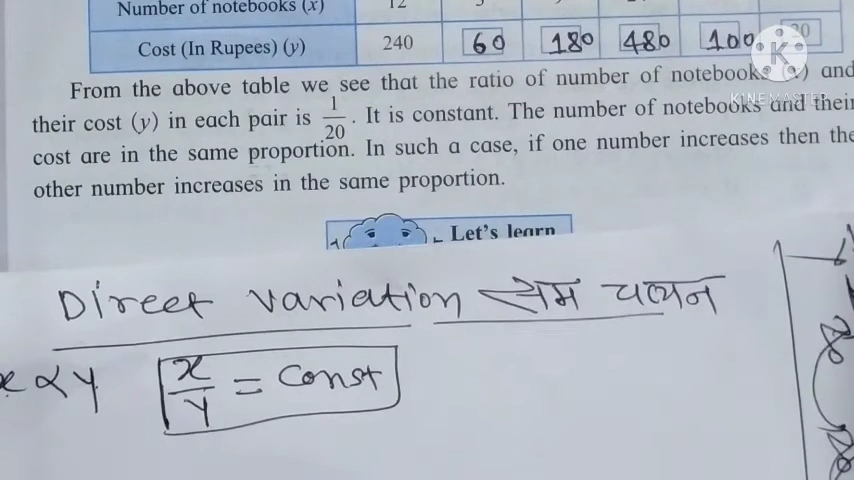 Number of notebooks (x) 12
Cost (In Rupees) (y) 240 60 180 480 100
From the above table we see that the ratio of number of notebooks (x) and
their cost (y) in each pair is 1/20. It is constant. The number of notebooks and their
cost are in the same proportion. In such a case, if one number increases then the
other number increases in the same proportion.
Let's learn
Direct variation चलन
x ∝ y x/y = const
KINEMASTER